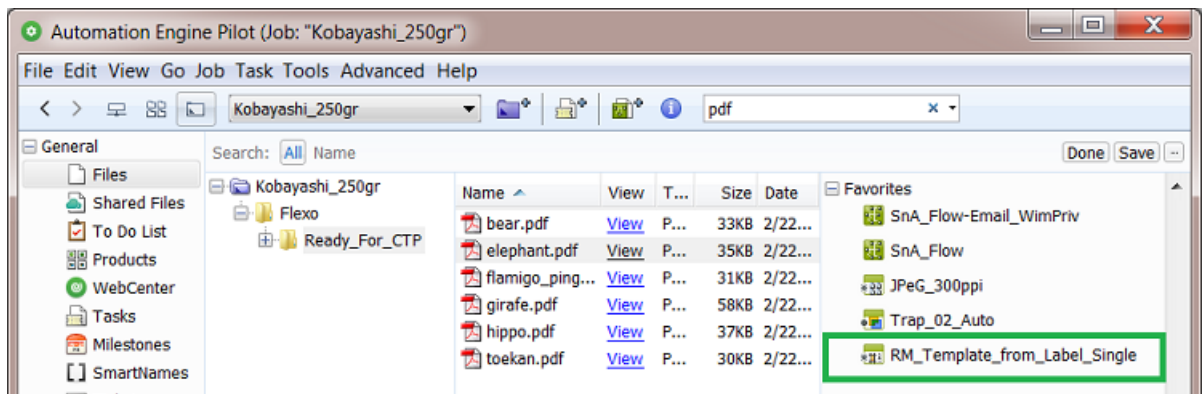 Automation Engine Pilot (Job: "Kobayashi_250gr")
File Edit View Go Job Task Tools Advanced Help
Kobayashi_250gr
pdf
General
Files
Shared Files
To Do List
Products
WebCenter
Tasks
Milestones
[ ] SmartNames
Search: All Name
Done Save ...
Kobayashi_250gr
Flexo
Ready_For_CTP
Name View T... Size Date
bear.pdf View P... 33KB 2/22...
elephant.pdf View P... 35KB 2/22...
flamigo_ping... View P... 31KB 2/22...
girafe.pdf View P... 58KB 2/22...
hippo.pdf View P... 37KB 2/22...
toekan.pdf View P... 30KB 2/22...
Favorites
SnA_Flow-Email_WimPriv
SnA_Flow
JPeG_300ppi
Trap_02_Auto
RM_Template_from_Label_Single